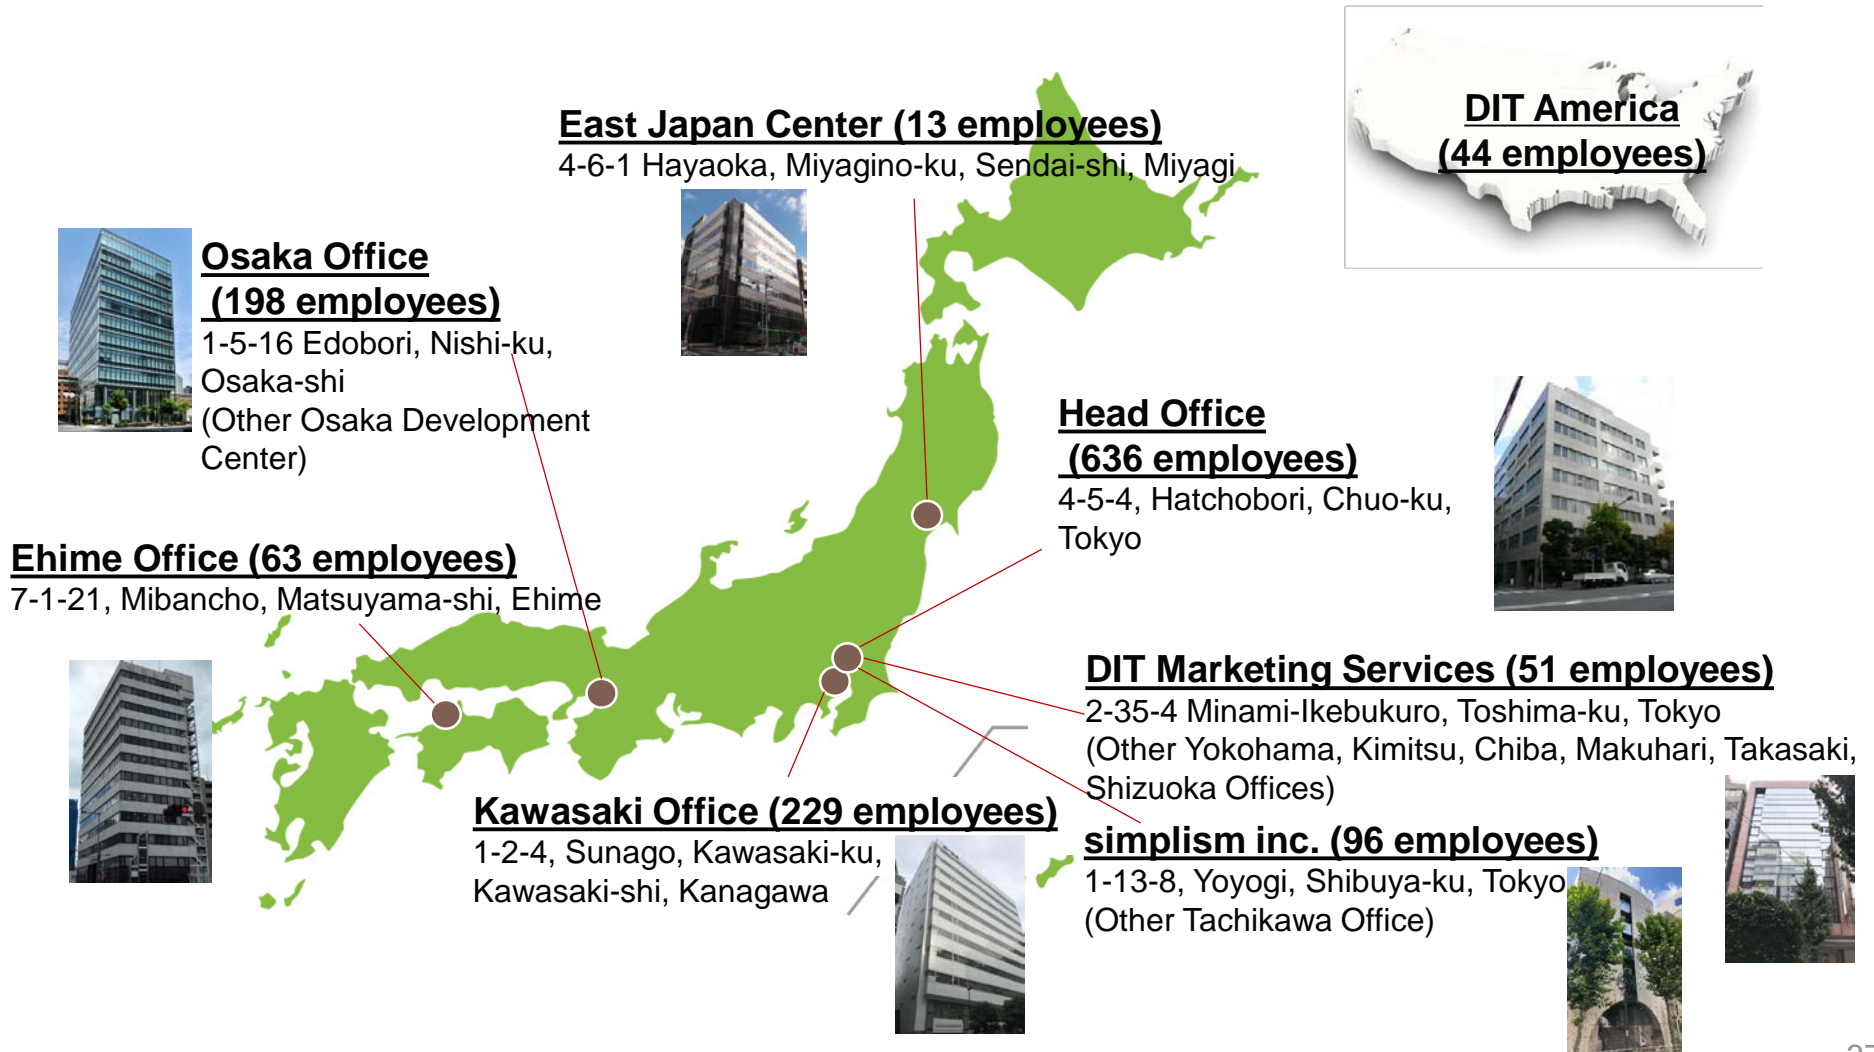 East Japan Center (13 employees)
4-6-1 Hayaoka, Miyagino-ku, Sendai-shi, Miyagi
DIT America
(44 employees)
Osaka Office
(198 employees)
1-5-16 Edobori, Nishi-ku,
Osaka-shi
(Other Osaka Development
Center)
Head Office
(636 employees)
4-5-4, Hatchobori, Chuo-ku,
Tokyo
Ehime Office (63 employees)
7-1-21, Mibancho, Matsuyama-shi, Ehime
DIT Marketing Services (51 employees)
2-35-4 Minami-Ikebukuro, Toshima-ku, Tokyo
(Other Yokohama, Kimitsu, Chiba, Makuhari, Takasaki,
Shizuoka Offices)
Kawasaki Office (229 employees)
1-2-4, Sunago, Kawasaki-ku,
Kawasaki-shi, Kanagawa
simplism inc. (96 employees)
1-13-8, Yoyogi, Shibuya-ku, Tokyo
(Other Tachikawa Office)